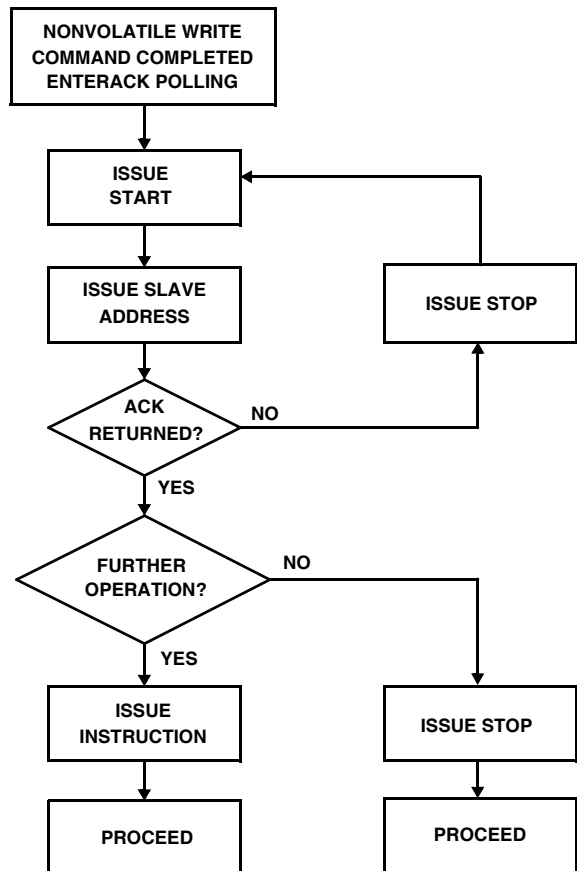 NONVOLATILE WRITE
COMMAND COMPLETED
ENTERACK POLLING
ISSUE
START
ISSUE SLAVE
ADDRESS
ISSUE STOP
ACK
RETURNED?
NO
YES
FURTHER
OPERATION?
NO
YES
ISSUE
INSTRUCTION
ISSUE STOP
PROCEED
PROCEED